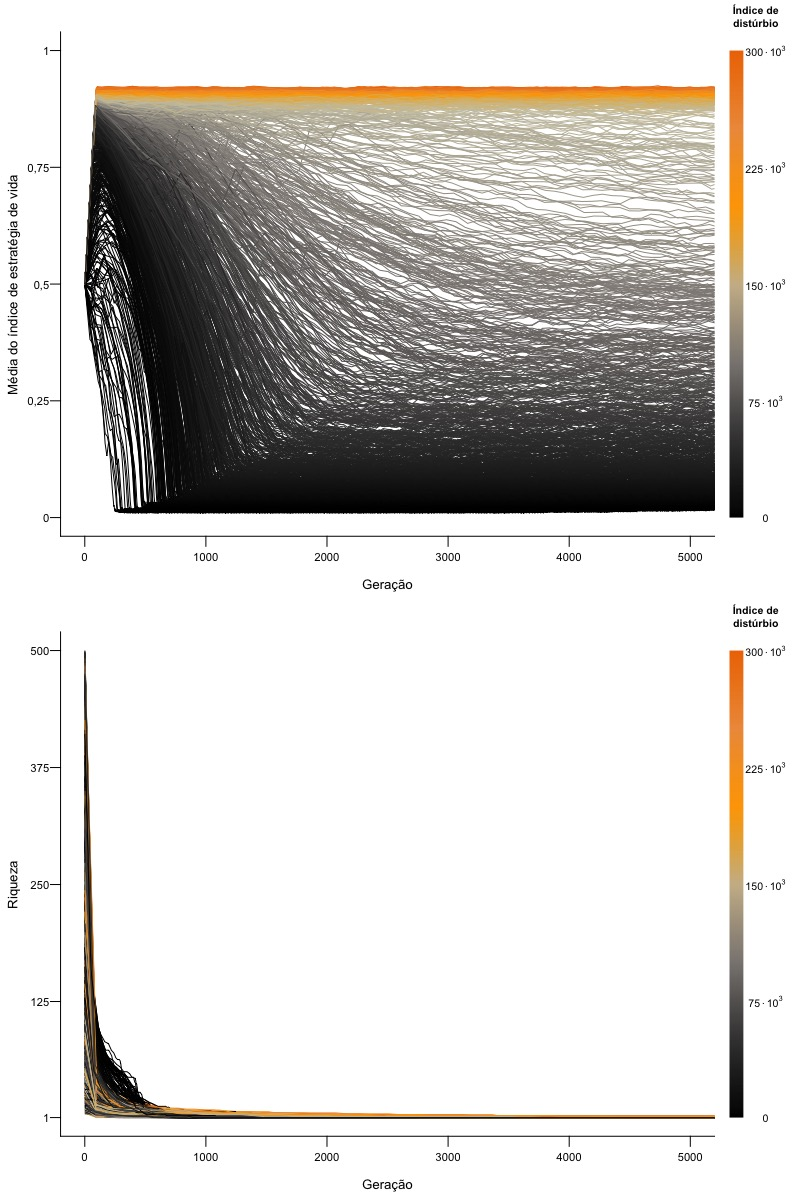 Índice de
distúrbio
300 · 10³
225 · 10³
150 · 10³
75 · 10³
0
Média do índice de estratégia de vida
1
0,75
0,5
0,25
0
0 1000 2000 3000 4000 5000
Geração
Índice de
distúrbio
300 · 10³
225 · 10³
150 · 10³
75 · 10³
0
Riqueza
500
375
250
125
1
0 1000 2000 3000 4000 5000
Geração